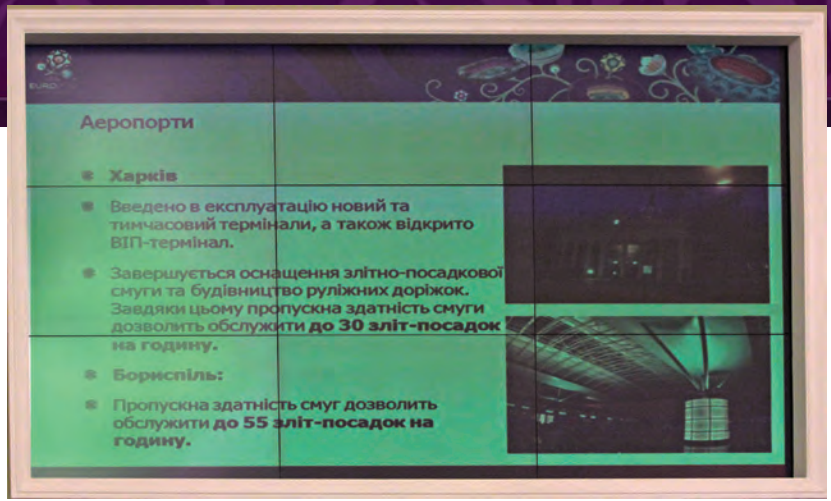 EURO
Аеропорти
Харків
Введено в експлуатацію новий та
тимчасовий термінали, а також відкрито
ВІП-термінал.
Завершується оснащення злітно-посадкової
смуги та будівництво руліжних доріжок.
Завдяки цьому пропускна здатність смуги
дозволить обслужити до 30 зліт-посадок
на годину.
Бориспіль:
Пропускна здатність смуг дозволить
обслужити до 55 зліт-посадок на
годину.